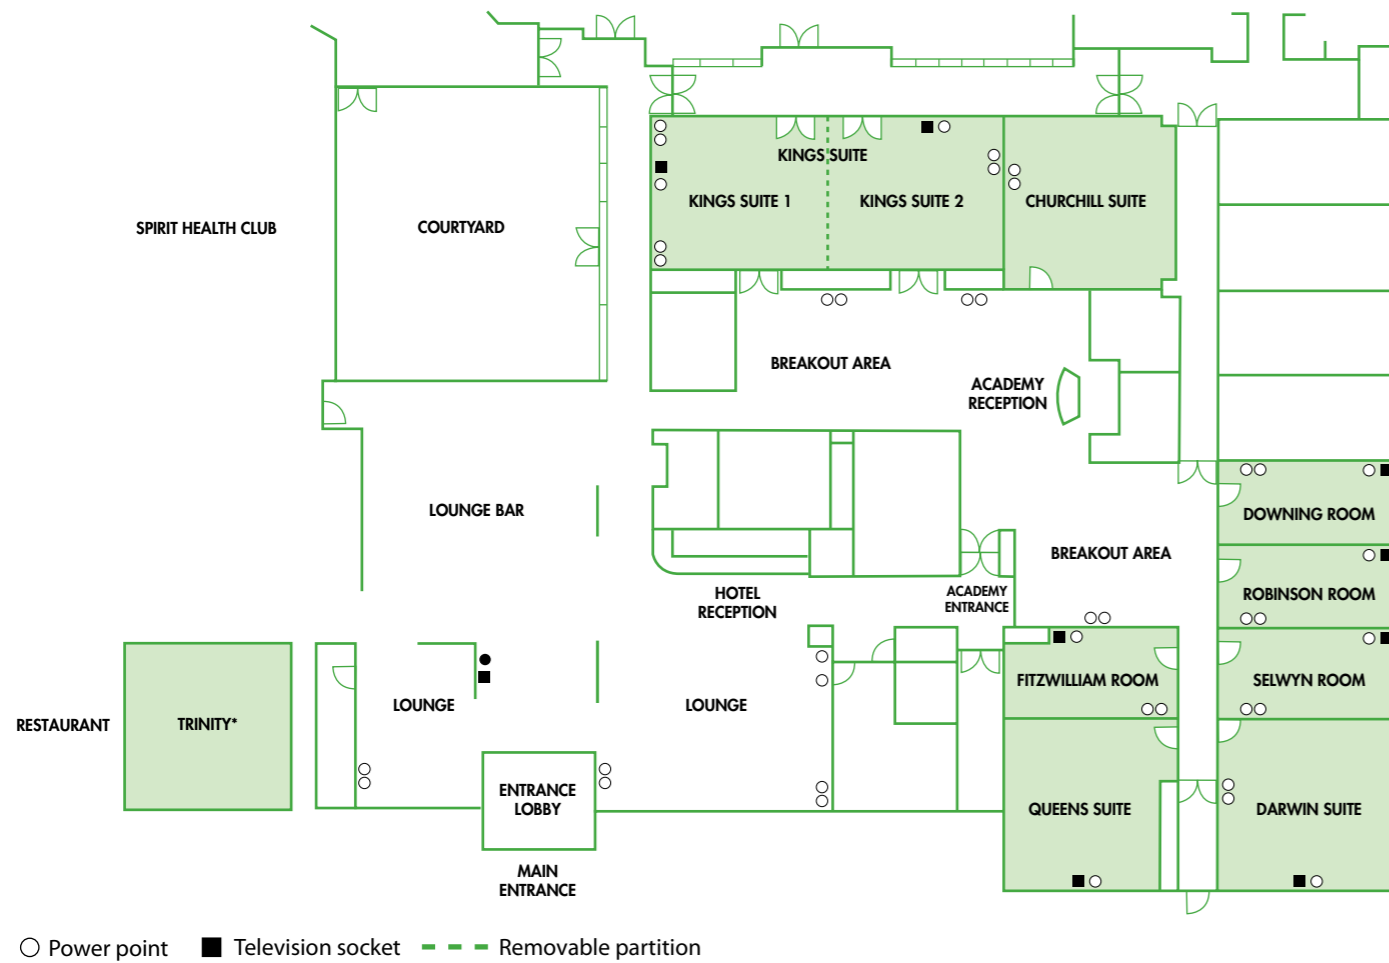 KINGS SUITE
KINGS SUITE 1
KINGS SUITE 2
CHURCHILL SUITE
SPIRIT HEALTH CLUB
COURTYARD
BREAKOUT AREA
ACADEMY
RECEPTION
LOUNGE BAR
DOWNING ROOM
BREAKOUT AREA
HOTEL
RECEPTION
ACADEMY
ENTRANCE
ROBINSON ROOM
FITZWILLIAM ROOM
SELWYN ROOM
RESTAURANT
TRINITY*
LOUNGE
LOUNGE
ENTRANCE
LOBBY
QUEENS SUITE
DARWIN SUITE
MAIN
ENTRANCE
Power point
Television socket
Removable partition